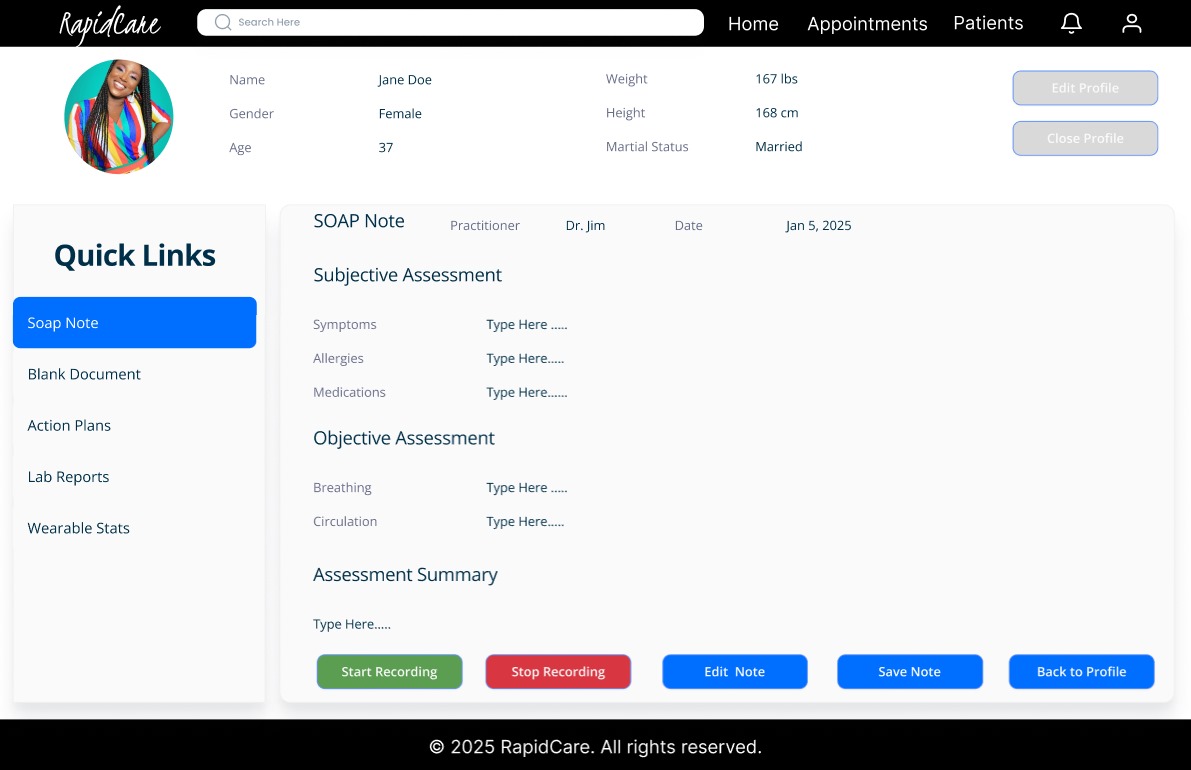 RapidCare
Search Here
Home Appointments Patients
Name Jane Doe Weight 167 lbs
Gender Female Height 168 cm
Age 37 Martial Status Married
Edit Profile
Close Profile
Quick Links
Soap Note
Blank Document
Action Plans
Lab Reports
Wearable Stats
SOAP Note Practitioner Dr. Jim Date Jan 5, 2025
Subjective Assessment
Symptoms Type Here .....
Allergies Type Here.....
Medications Type Here......
Objective Assessment
Breathing Type Here .....
Circulation Type Here.....
Assessment Summary
Type Here.....
Start Recording Stop Recording Edit Note Save Note Back to Profile
© 2025 RapidCare. All rights reserved.